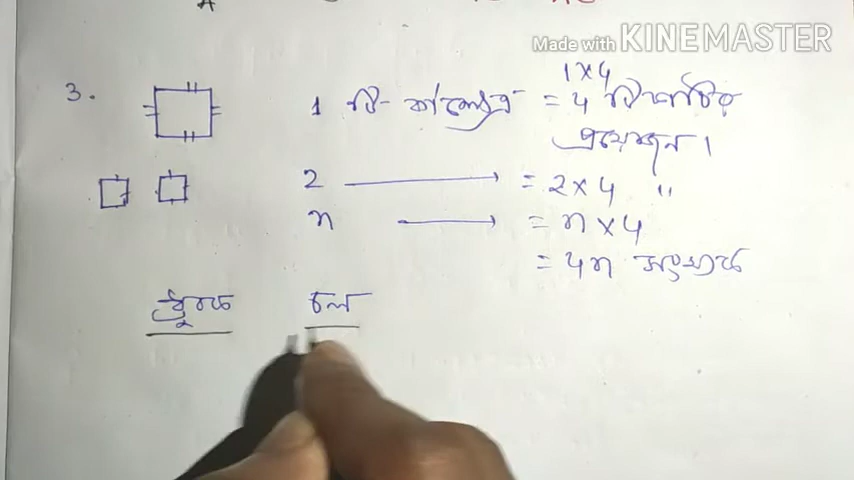 Made with KINEMASTER
1 × 4
3. 1 টি বর্গক্ষেত্র = 4
প্রয়োজন।
2 → = 2 × 4 "
n → = n × 4
= 4n সংখ্যক
ধ্রুবক চল